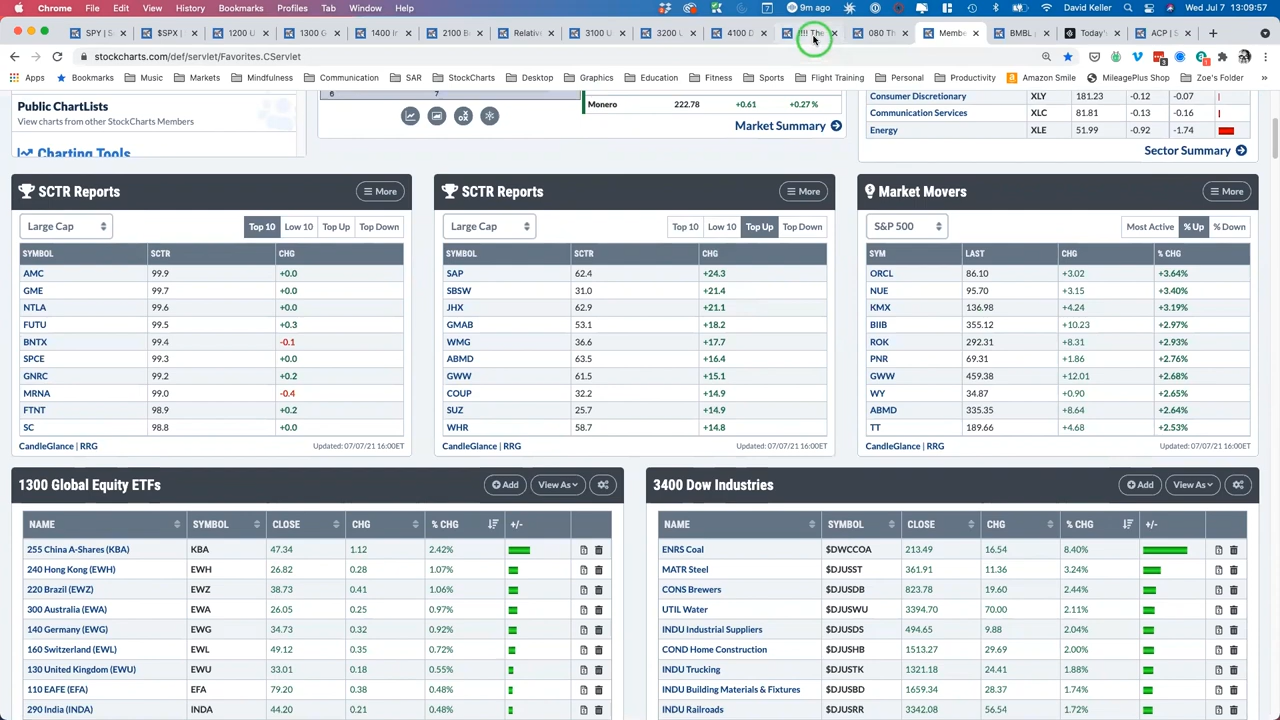 Chrome File Edit View History Bookmarks Profiles Tab Window Help 9m ago David Keller Wed Jul 7 13:09:57
SPY | S $SPX | 1200 U 1300 G 1400 In 2100 B Relative 3100 U 3200 U 4100 D !!! The 080 Th Membe BMBL Today' ACP | S
stockcharts.com/def/servlet/Favorites.CServlet
Apps Bookmarks Music Markets Mindfulness Communication SAR StockCharts Desktop Graphics Education Fitness Sports Flight Training Personal Productivity Amazon Smile MileagePlus Shop Zoe's Folder »
Public ChartLists
View charts from other StockCharts Members
Charting Tools
6 7
Monero 222.78 +0.61 +0.27 %
Market Summary
Consumer Discretionary XLY 181.23 -0.12 -0.07
Communication Services XLC 81.81 -0.13 -0.16
Energy XLE 51.99 -0.92 -1.74
Sector Summary
SCTR Reports More
Large Cap Top 10 Low 10 Top Up Top Down
SYMBOL SCTR CHG
AMC 99.9 +0.0
GME 99.7 +0.0
NTLA 99.6 +0.0
FUTU 99.5 +0.3
BNTX 99.4 -0.1
SPCE 99.3 +0.0
GNRC 99.2 +0.2
MRNA 99.0 -0.4
FTNT 98.9 +0.2
SC 98.8 +0.0
CandleGlance | RRG Updated: 07/07/21 16:00ET
SCTR Reports More
Large Cap Top 10 Low 10 Top Up Top Down
SYMBOL SCTR CHG
SAP 62.4 +24.3
SBSW 31.0 +21.4
JHX 62.9 +21.1
GMAB 53.1 +18.2
WMG 36.6 +17.7
ABMD 63.5 +16.4
GWW 61.5 +15.1
COUP 32.2 +14.9
SUZ 25.7 +14.9
WHR 58.7 +14.8
CandleGlance | RRG Updated: 07/07/21 16:00ET
Market Movers More
S&P 500 Most Active % Up % Down
SYM LAST CHG % CHG
ORCL 86.10 +3.02 +3.64%
NUE 95.70 +3.15 +3.40%
KMX 136.98 +4.24 +3.19%
BIIB 355.12 +10.23 +2.97%
ROK 292.31 +8.31 +2.93%
PNR 69.31 +1.86 +2.76%
GWW 459.38 +12.01 +2.68%
WY 34.87 +0.90 +2.65%
ABMD 335.35 +8.64 +2.64%
TT 189.66 +4.68 +2.53%
CandleGlance | RRG Updated: 07/07/21 16:00ET
1300 Global Equity ETFs Add View As
NAME SYMBOL CLOSE CHG % CHG +/-
255 China A-Shares (KBA) KBA 47.34 1.12 2.42%
240 Hong Kong (EWH) EWH 26.82 0.28 1.07%
220 Brazil (EWZ) EWZ 38.73 0.41 1.06%
300 Australia (EWA) EWA 26.05 0.25 0.97%
140 Germany (EWG) EWG 34.73 0.32 0.92%
160 Switzerland (EWL) EWL 49.12 0.35 0.72%
130 United Kingdom (EWU) EWU 33.01 0.18 0.55%
110 EAFE (EFA) EFA 79.20 0.38 0.48%
290 India (INDA) INDA 44.20 0.21 0.48%
3400 Dow Industries Add View As
NAME SYMBOL CLOSE CHG % CHG +/-
ENRS Coal $DWCCOA 213.49 16.54 8.40%
MATR Steel $DJUSST 361.91 11.36 3.24%
CONS Brewers $DJUSDB 823.78 19.60 2.44%
UTIL Water $DJUSWU 3394.70 70.00 2.11%
INDU Industrial Suppliers $DJUSDS 494.65 9.88 2.04%
COND Home Construction $DJUSHB 1513.27 29.69 2.00%
INDU Trucking $DJUSTK 1321.18 24.41 1.88%
INDU Building Materials & Fixtures $DJUSBD 1659.34 28.37 1.74%
INDU Railroads $DJUSRR 3342.08 56.54 1.72%